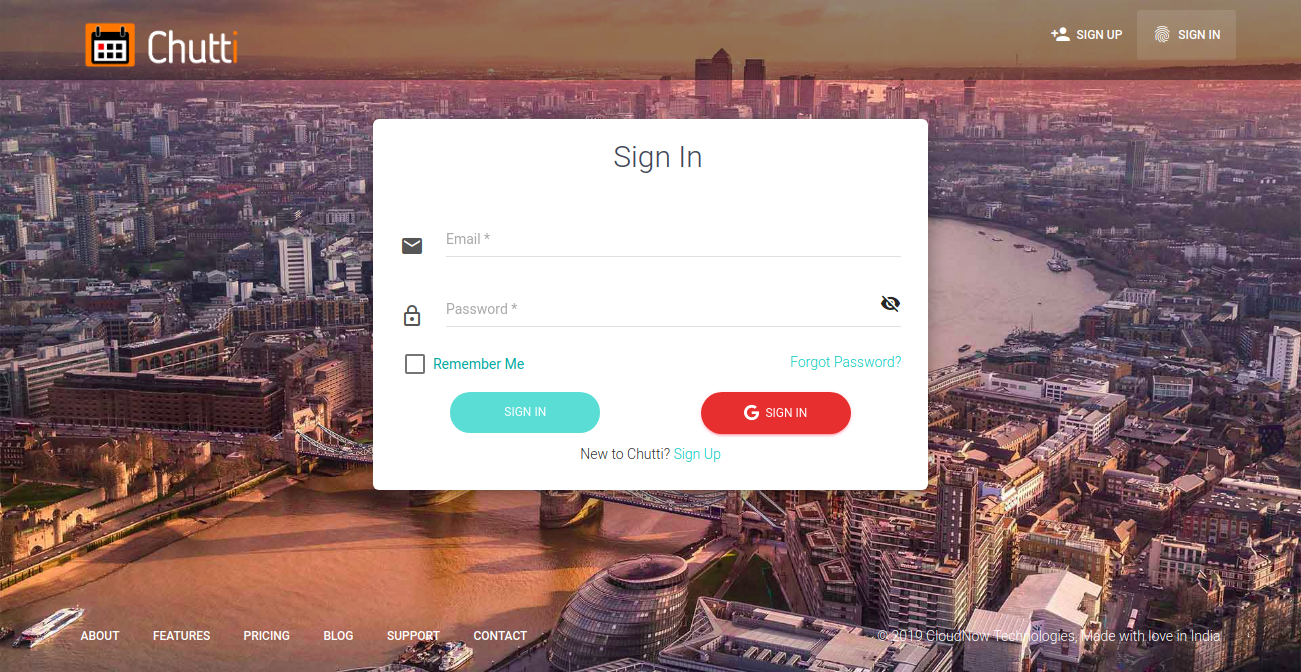 Chutti
SIGN UP
SIGN IN
Sign In
Email *
Password *
Remember Me
Forgot Password?
SIGN IN
G SIGN IN
New to Chutti? Sign Up
ABOUT
FEATURES
PRICING
BLOG
SUPPORT
CONTACT
© 2019 CloudNow Technologies, Made with love in India